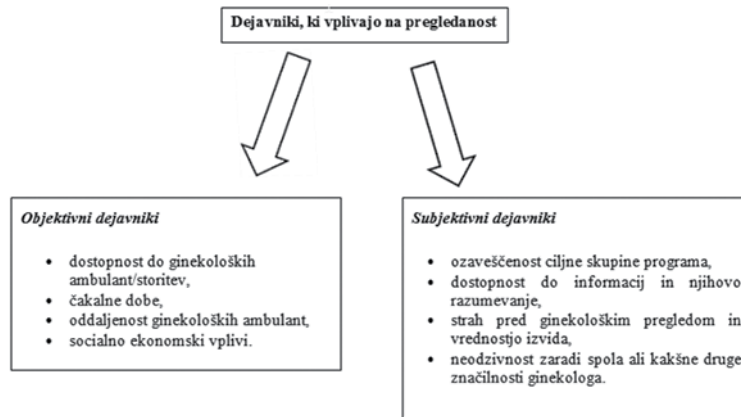 Dejavniki, ki vplivajo na pregledanost
Objektivni dejavniki
• dostopnost do ginekoloških
ambulant/storitev,
• čakalne dobe,
• oddaljenost ginekoloških ambulant,
• socialno ekonomski vplivi.
Subjektivni dejavniki
• ozaveščenost ciljne skupine programa,
• dostopnost do informacij in njihovo
razumevanje,
• strah pred ginekološkim pregledom in
vrednostjo izvida,
• neodzivnost zaradi spola ali kakšne druge
značilnosti ginekologa.